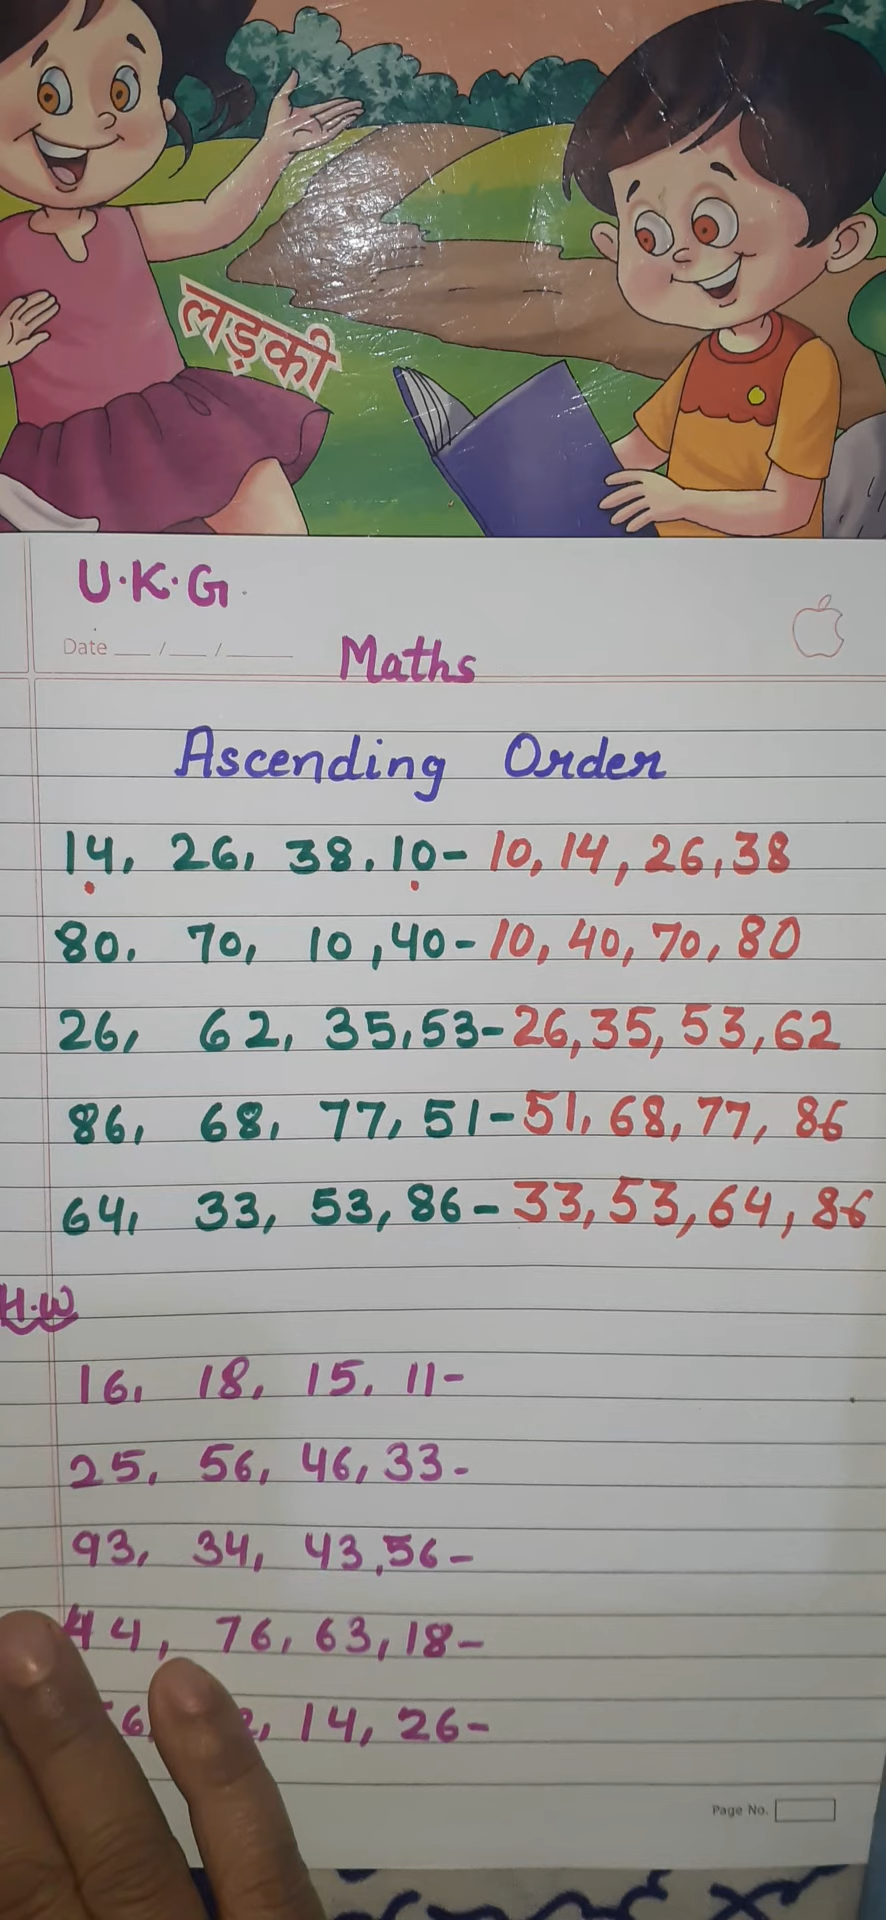 लड़की
U.K.G.
Date __ / __ / ____
Maths
Ascending Order
14, 26, 38, 10- 10, 14, 26, 38
80, 70, 10, 40- 10, 40, 70, 80
26, 62, 35, 53- 26, 35, 53, 62
86, 68, 77, 51- 51, 68, 77, 86
64, 33, 53, 86- 33, 53, 64, 86
H.W
16, 18, 15, 11-
25, 56, 46, 33-
93, 34, 43, 56-
44, 76, 63, 18-
14, 26-
Page No.